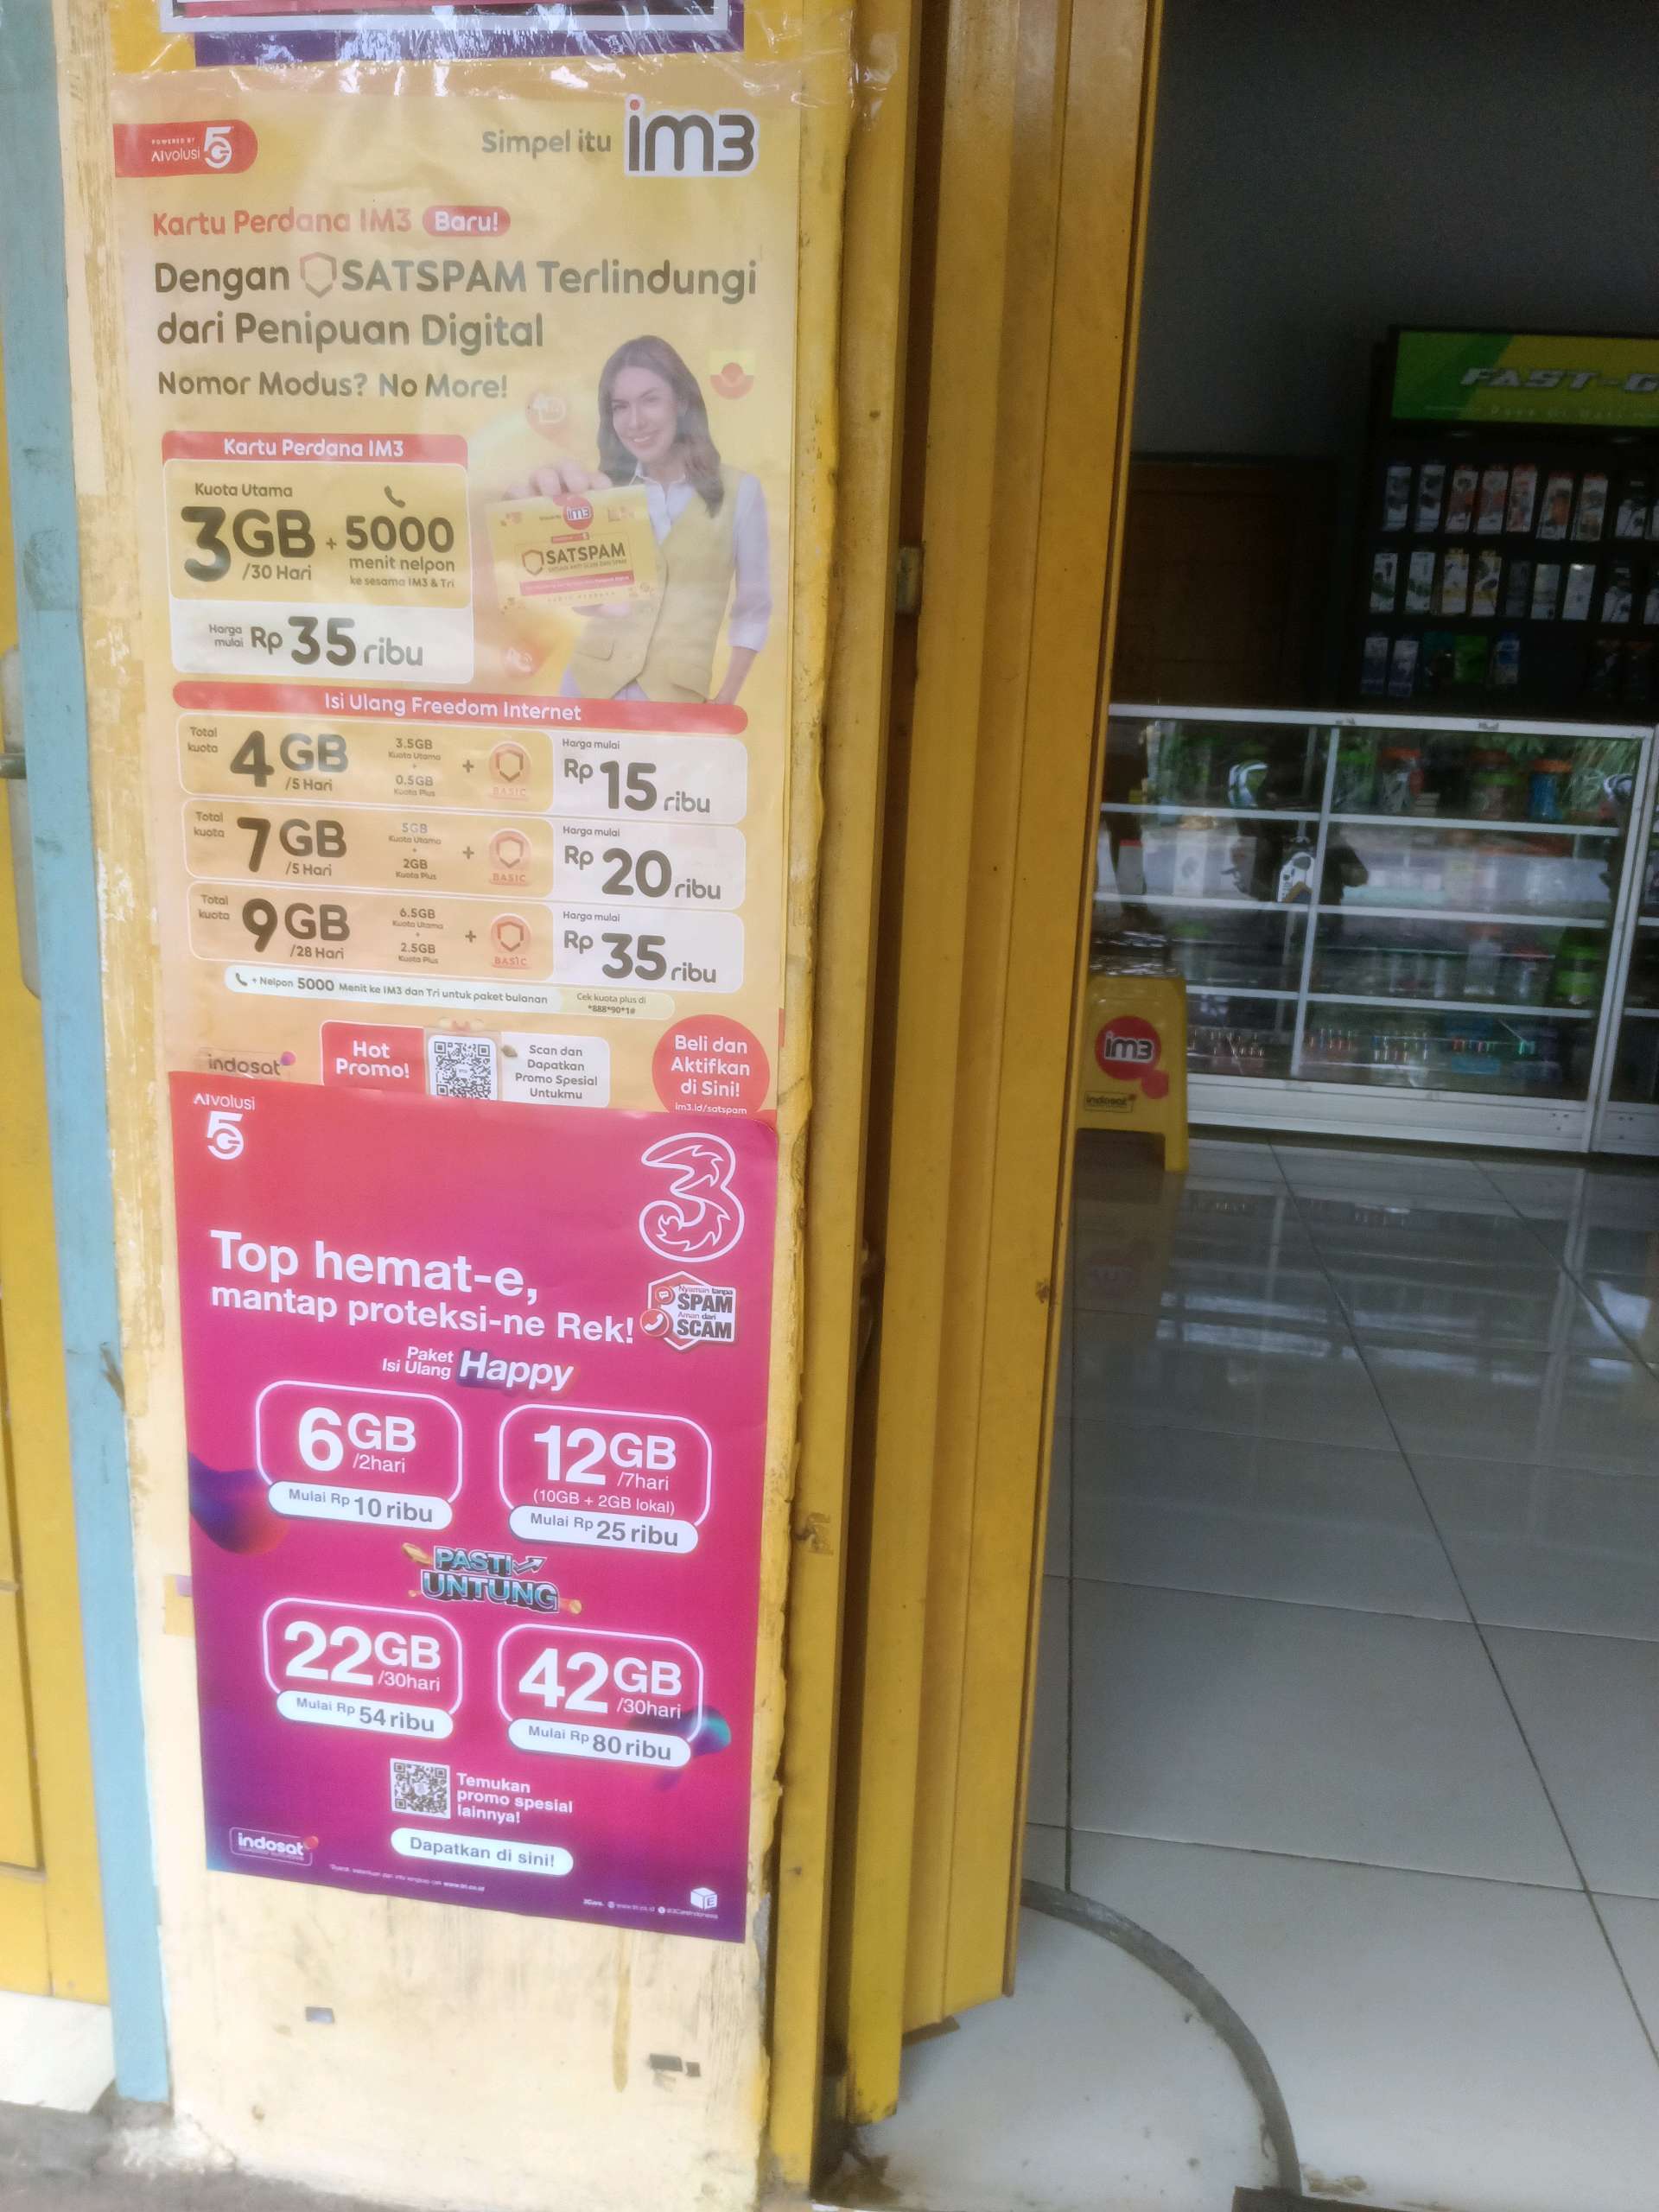 POWERED BY
AIvolusi 5G
Simpel itu im3
Kartu Perdana IM3 Baru!
Dengan SATSPAM Terlindungi
dari Penipuan Digital
Nomor Modus? No More!
Kartu Perdana IM3
Kuota Utama
3GB /30 Hari + 5000
menit nelpon
ke sesama IM3 & Tri
Harga mulai Rp 35 ribu
im3
SATSPAM
Isi Ulang Freedom Internet
Total kuota 4GB /5 Hari
3.5GB
Kuota Utama
+
0.5GB
Kuota Plus
+ BASIC
Harga mulai
Rp 15 ribu
Total kuota 7GB /5 Hari
5GB
Kuota Utama
+
2GB
Kuota Plus
+ BASIC
Harga mulai
Rp 20 ribu
Total kuota 9GB /28 Hari
6.5GB
Kuota Utama
+
2.5GB
Kuota Plus
+ BASIC
Harga mulai
Rp 35 ribu
+ Nelpon 5000 Menit ke IM3 dan Tri untuk paket bulanan
Cek kuota plus di
*888*90*1#
indosat
Hot
Promo!
Scan dan
Dapatkan
Promo Spesial
Untukmu
Beli dan
Aktifkan
di Sini!
im3.id/satspam
AIvolusi
5G
3
Top hemat-e,
mantap proteksi-ne Rek!
Nyaman tanpa
SPAM
Aman dari
SCAM
Paket
Isi Ulang Happy
6GB
/2hari
Mulai Rp 10 ribu
12GB
/7hari
(10GB + 2GB lokal)
Mulai Rp 25 ribu
PASTI
UNTUNG
22GB
/30hari
Mulai Rp 54 ribu
42GB
/30hari
Mulai Rp 80 ribu
Temukan
promo spesial
lainnya!
Dapatkan di sini!
indosat
FAST-
im3
indosat